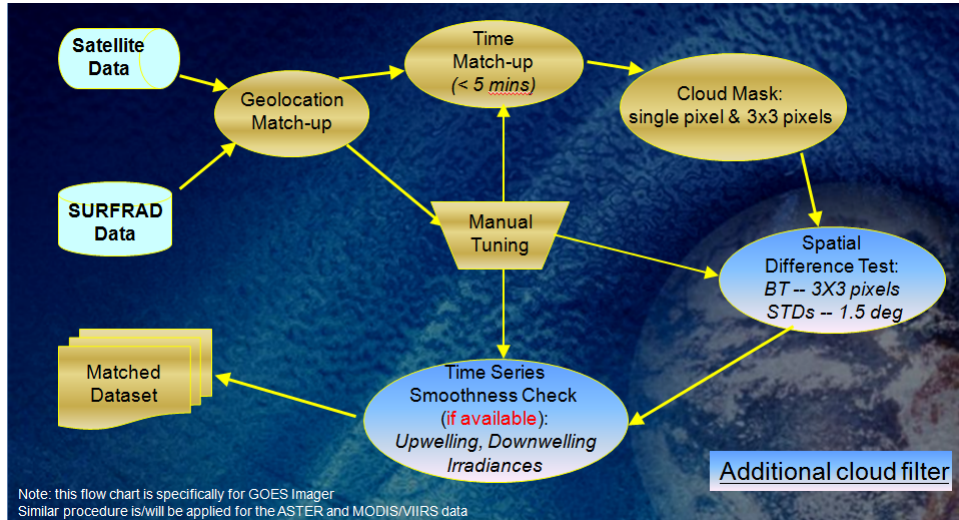 Satellite
Data
Time
Match-up
(< 5 mins)
Geolocation
Match-up
Cloud Mask:
single pixel & 3x3 pixels
SURFRAD
Data
Manual
Tuning
Spatial
Difference Test:
BT -- 3X3 pixels
STDs -- 1.5 deg
Matched
Dataset
Time Series
Smoothness Check
(if available):
Upwelling, Downwelling
Irradiances
Additional cloud filter
Note: this flow chart is specifically for GOES Imager
Similar procedure is/will be applied for the ASTER and MODIS/VIIRS data